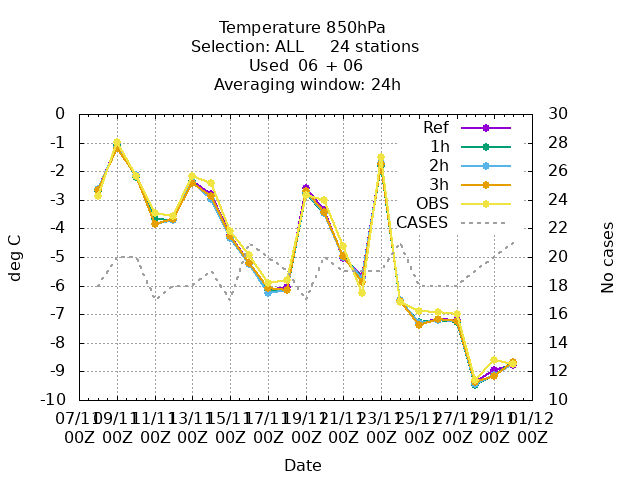 Temperature 850hPa
Selection: ALL 24 stations
Used 06 + 06
Averaging window: 24h
0 30
-1 28
-2 26
-3 24
-4 22
-5 20
-6 18
-7 16
-8 14
-9 12
-10 10
Ref
1h
2h
3h
OBS
CASES
deg C
No cases
07/11 09/11 11/11 13/11 15/11 17/11 19/11 21/11 23/11 25/11 27/11 29/11 01/12
00Z 00Z 00Z 00Z 00Z 00Z 00Z 00Z 00Z 00Z 00Z 00Z 00Z
Date